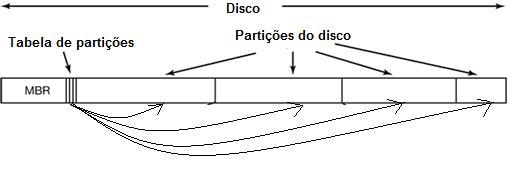 Disco
Tabela de partições
Partições do disco
MBR